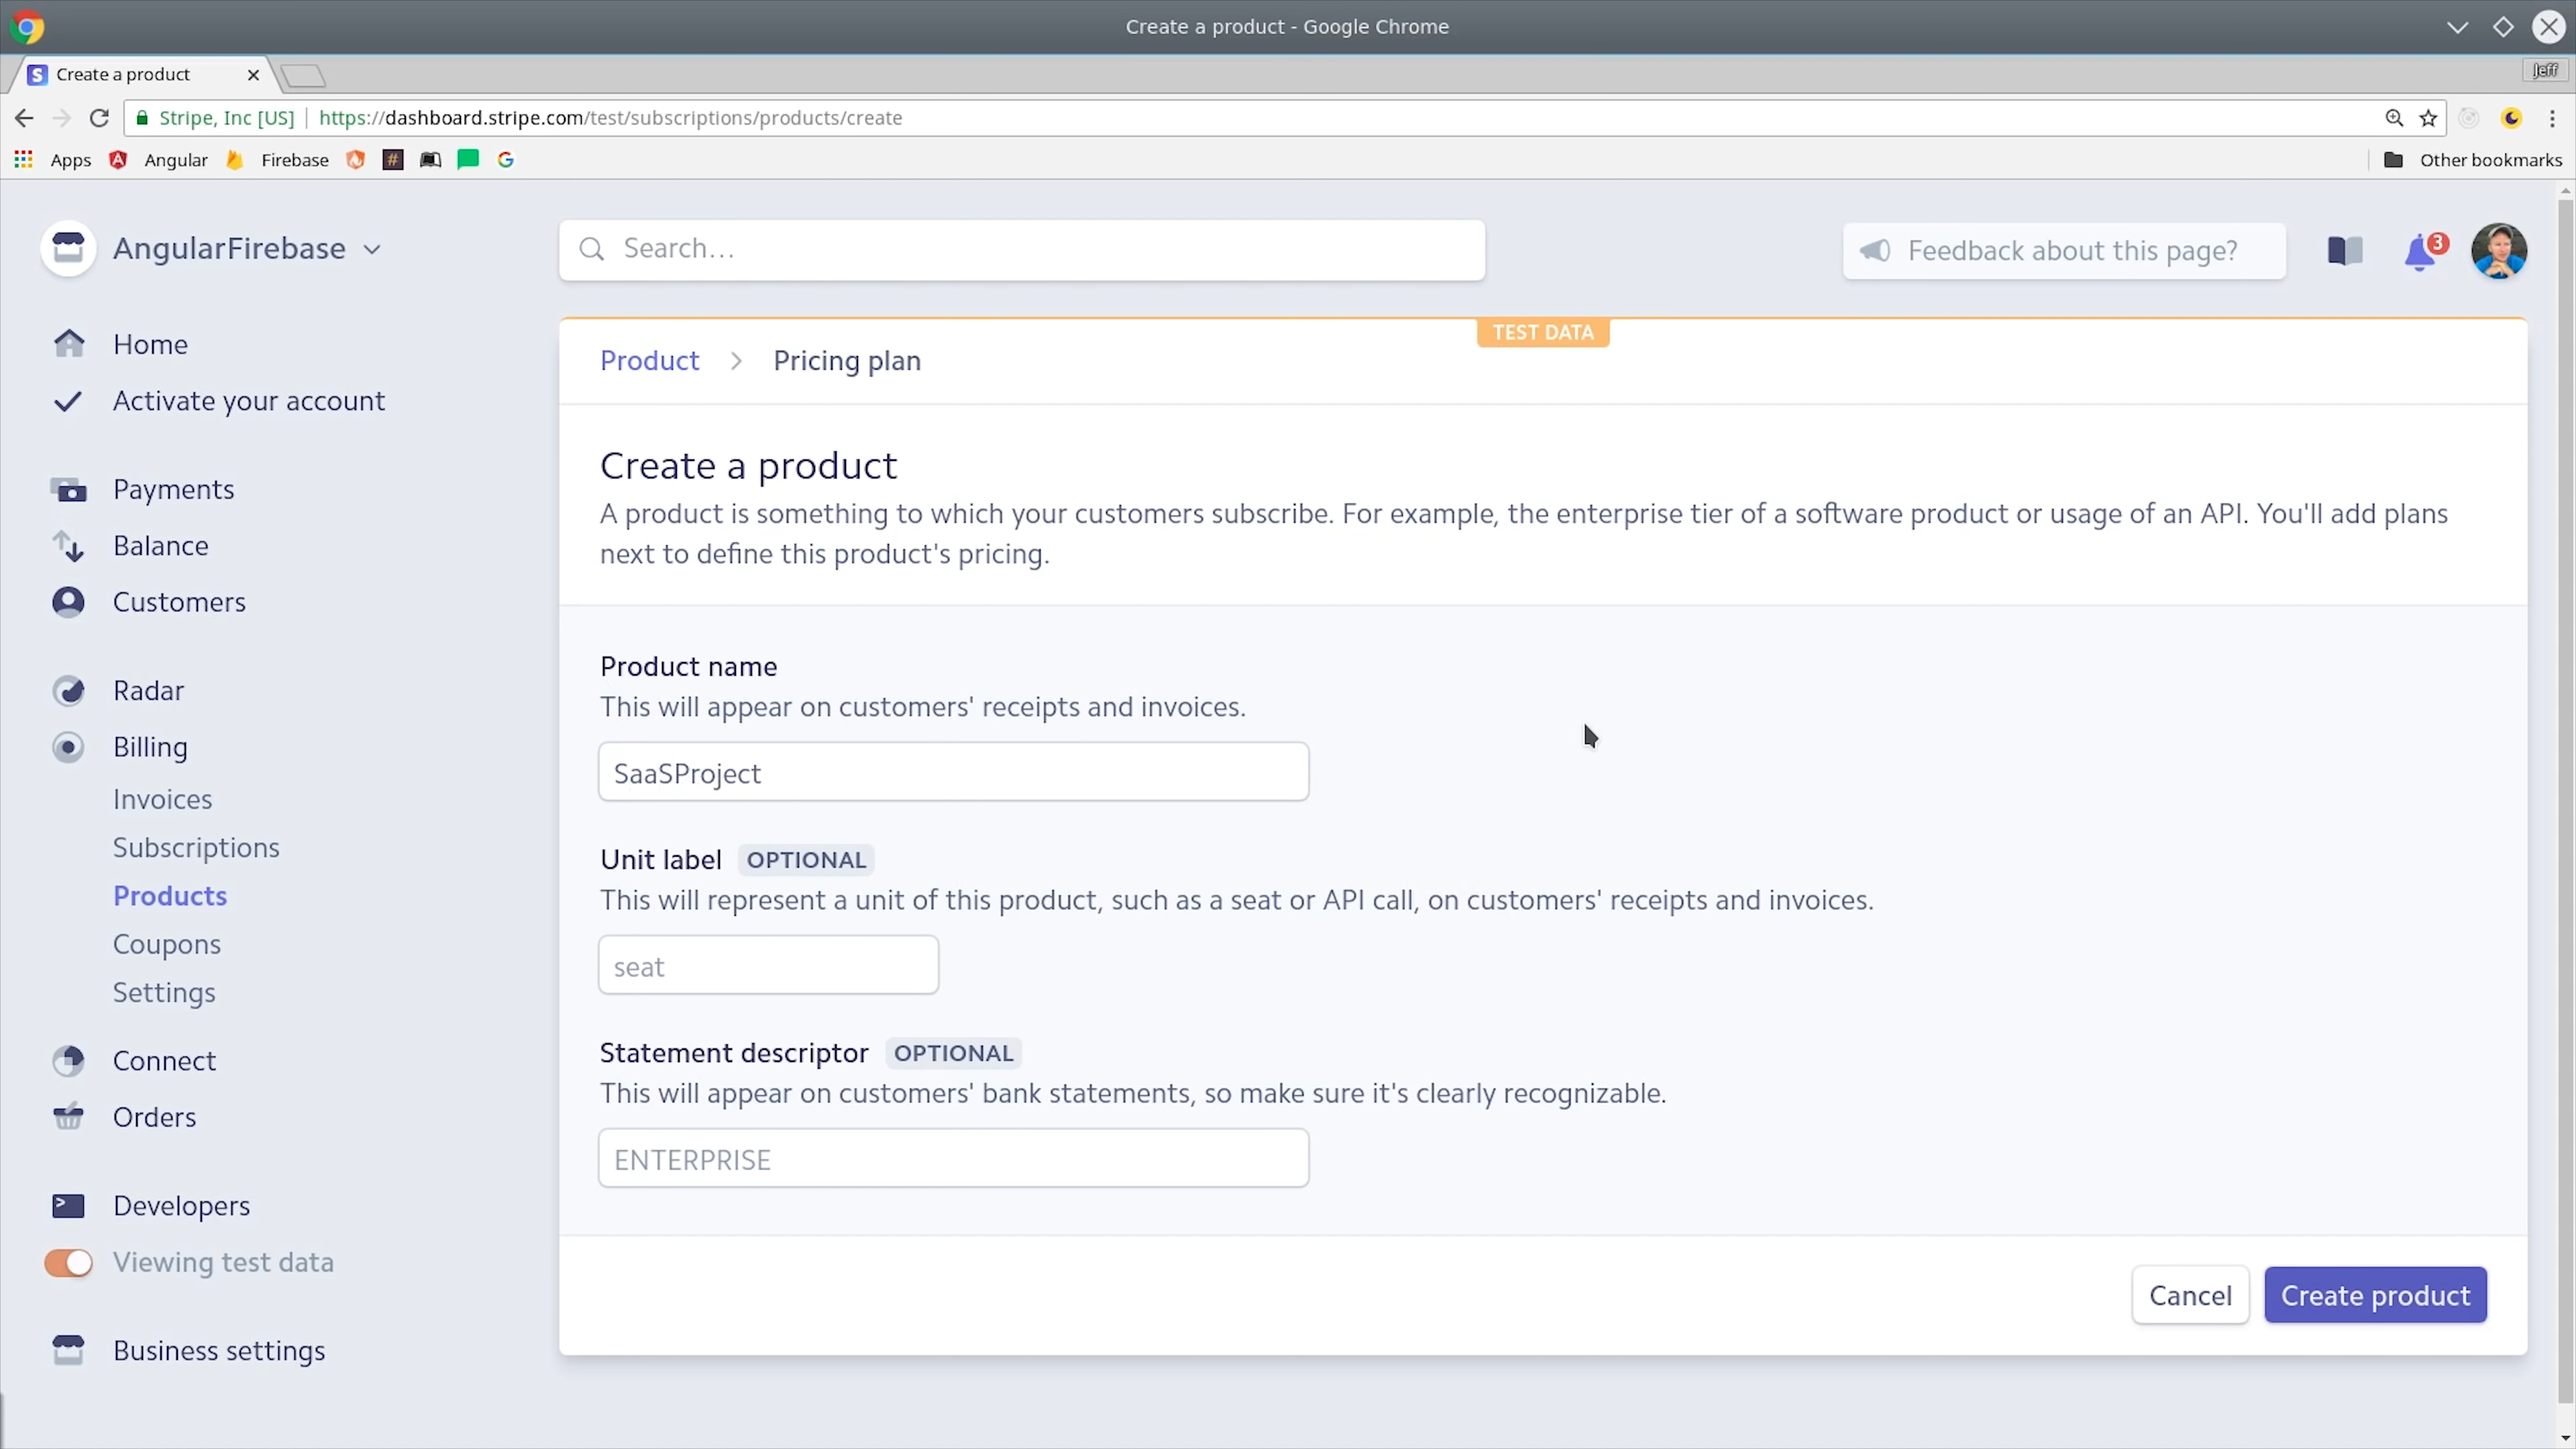 Create a product - Google Chrome
S Create a product
Jeff
Stripe, Inc [US] https://dashboard.stripe.com/test/subscriptions/products/create
Apps Angular Firebase # Other bookmarks
AngularFirebase
Search…
Feedback about this page?
3
Home
Activate your account
Payments
Balance
Customers
Radar
Billing
Invoices
Subscriptions
Products
Coupons
Settings
Connect
Orders
Developers
Viewing test data
Business settings
TEST DATA
Product > Pricing plan
Create a product
A product is something to which your customers subscribe. For example, the enterprise tier of a software product or usage of an API. You'll add plans
next to define this product's pricing.
Product name
This will appear on customers' receipts and invoices.
SaaSProject
Unit label OPTIONAL
This will represent a unit of this product, such as a seat or API call, on customers' receipts and invoices.
seat
Statement descriptor OPTIONAL
This will appear on customers' bank statements, so make sure it's clearly recognizable.
ENTERPRISE
Cancel Create product